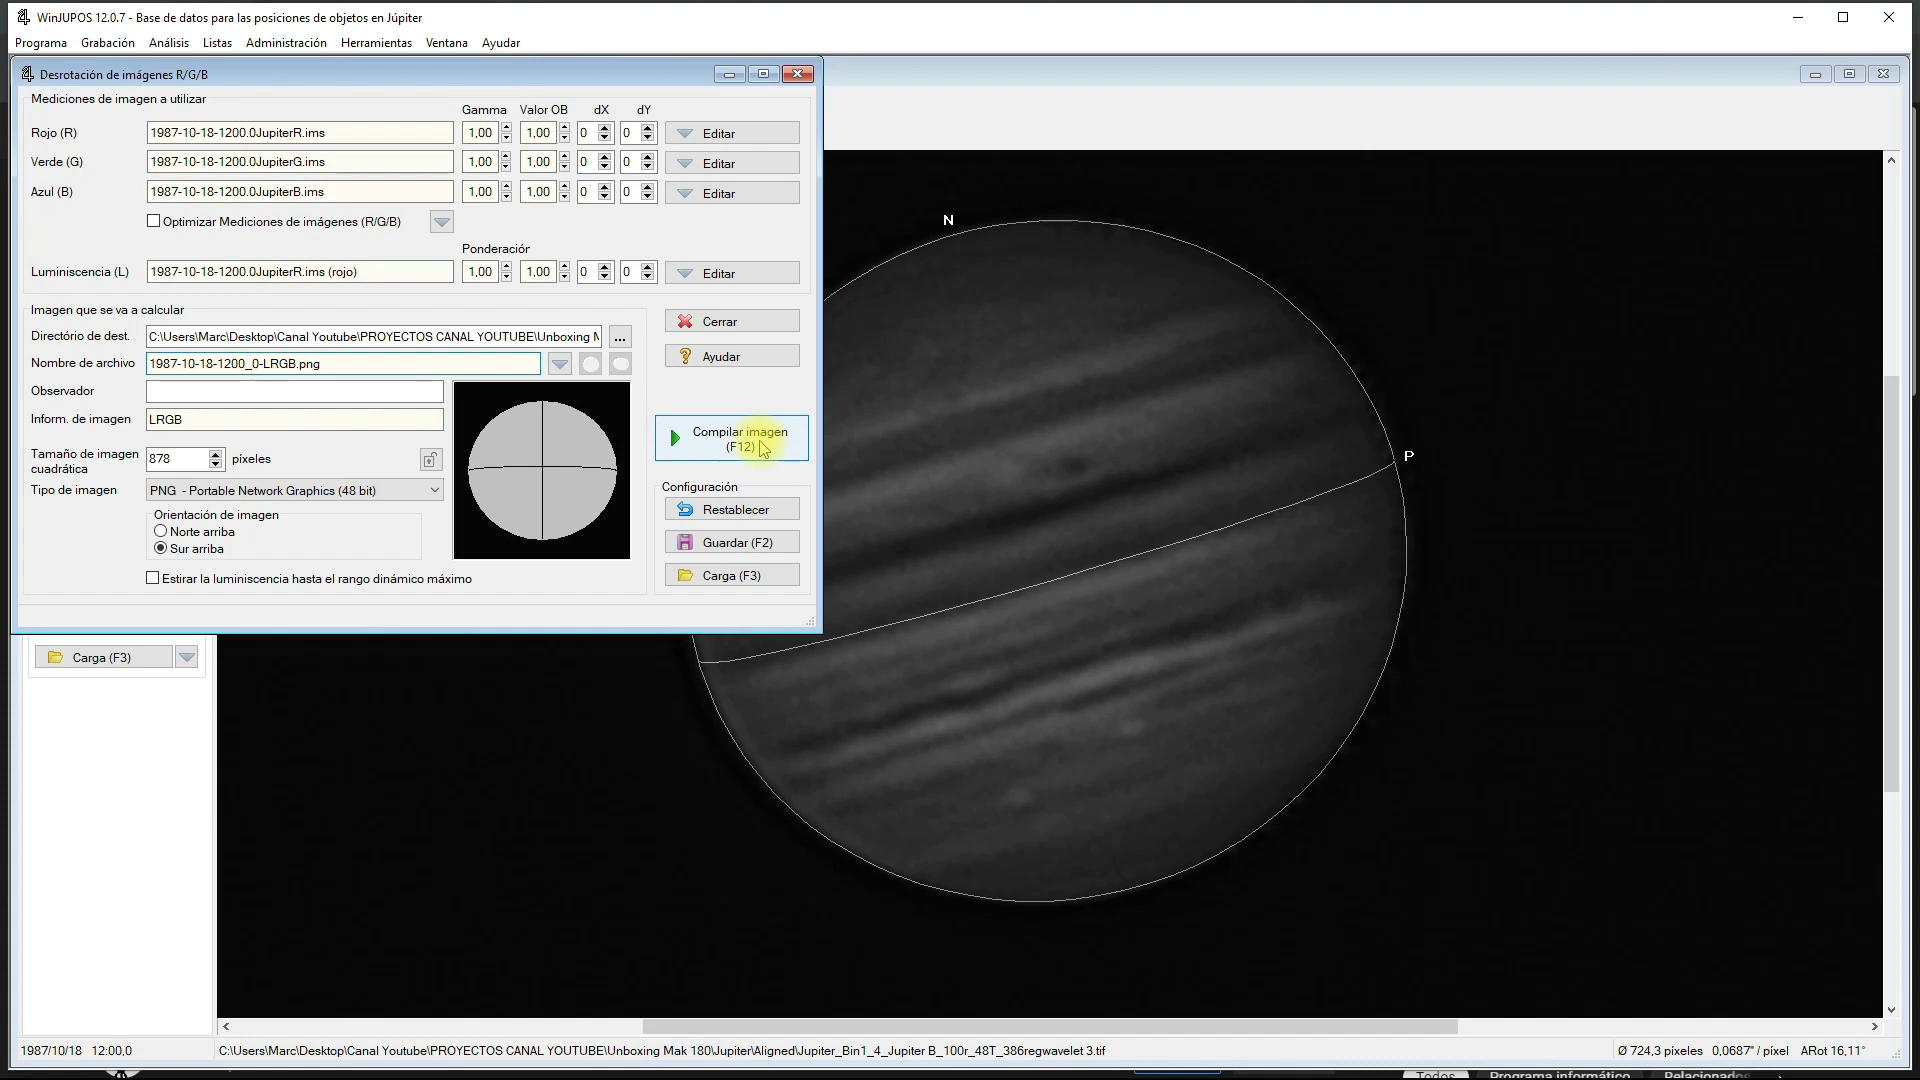 WinJUPOS 12.0.7 - Base de datos para las posiciones de objetos en Júpiter
Programa Grabación Análisis Listas Administración Herramientas Ventana Ayudar
Desrotación de imágenes R/G/B
Mediciones de imagen a utilizar
Gamma Valor OB dX dY
Rojo (R) 1987-10-18-1200.0JupiterR.ims 1,00 1,00 0 0 Editar
Verde (G) 1987-10-18-1200.0JupiterG.ims 1,00 1,00 0 0 Editar
Azul (B) 1987-10-18-1200.0JupiterB.ims 1,00 1,00 0 0 Editar
Optimizar Mediciones de imágenes (R/G/B)
Ponderación
Luminiscencia (L) 1987-10-18-1200.0JupiterR.ims (rojo) 1,00 1,00 0 0 Editar
Imagen que se va a calcular
Directório de dest. C:\Users\Marc\Desktop\Canal Youtube\PROYECTOS CANAL YOUTUBE\Unboxing M ...
Nombre de archivo 1987-10-18-1200_0-LRGB.png
Observador
Inform. de imagen LRGB
Tamaño de imagen
cuadrática 878 píxeles
Tipo de imagen PNG - Portable Network Graphics (48 bit)
Orientación de imagen
Norte arriba
Sur arriba
Estirar la luminiscencia hasta el rango dinámico máximo
Cerrar
Ayudar
Compilar imagen
(F12)
Configuración
Restablecer
Guardar (F2)
Carga (F3)
N
P
Carga (F3)
1987/10/18 12:00,0 C:\Users\Marc\Desktop\Canal Youtube\PROYECTOS CANAL YOUTUBE\Unboxing Mak 180\Jupiter\Aligned\Jupiter_Bin1_4_Jupiter B_100r_48T_386regwavelet 3.tif Ø 724,3 píxeles 0,0687" / píxel ARot 16,11°
Todos Programa informático Relacionados